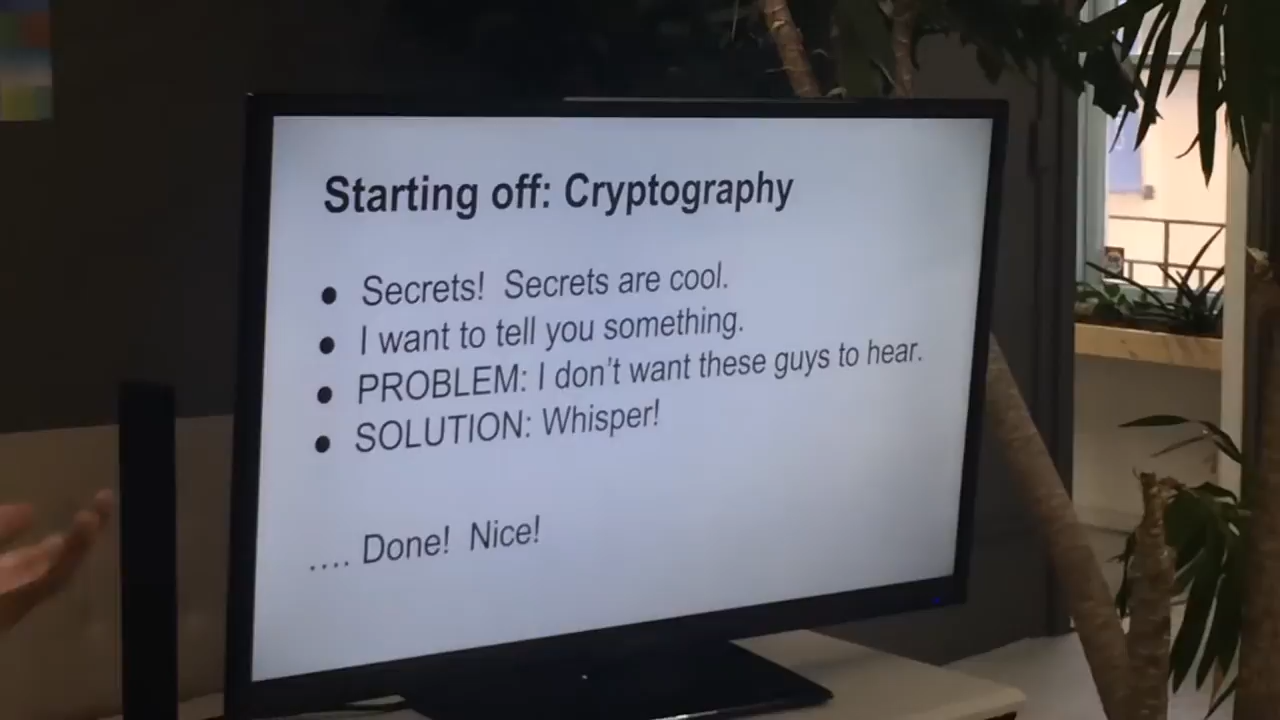 Starting off: Cryptography
● Secrets! Secrets are cool.
● I want to tell you something.
● PROBLEM: I don't want these guys to hear.
● SOLUTION: Whisper!
.... Done! Nice!